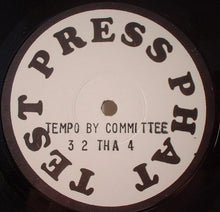 TEST PRESS PHAT
TEMPO BY COMMITTEE
3 2 THA 4